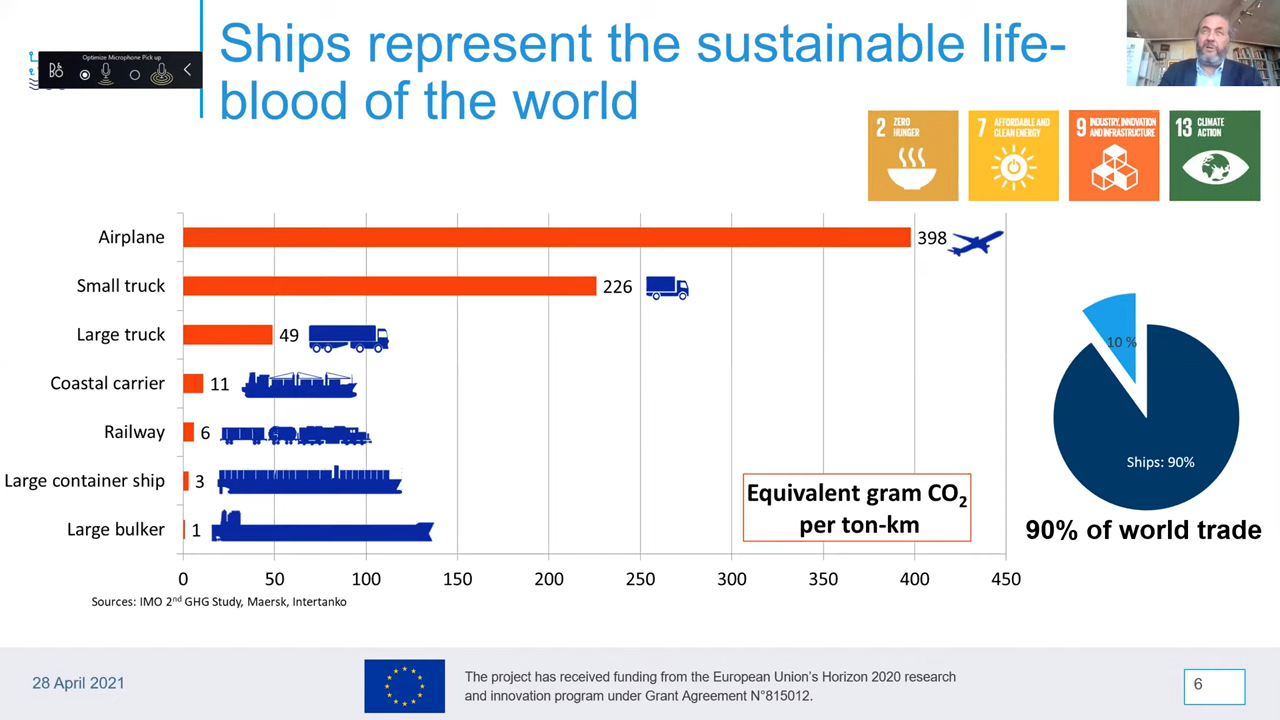 Optimize Microphone Pick up
B&O
Ships represent the sustainable life-
blood of the world
2 ZERO
HUNGER
7 AFFORDABLE AND
CLEAN ENERGY
9 INDUSTRY, INNOVATION
AND INFRASTRUCTURE
13 CLIMATE
ACTION
Airplane 398
Small truck 226
Large truck 49
Coastal carrier 11
Railway 6
Large container ship 3
Large bulker 1
0 50 100 150 200 250 300 350 400 450
Equivalent gram CO₂
per ton-km
10 %
Ships: 90%
90% of world trade
Sources: IMO 2nd GHG Study, Maersk, Intertanko
28 April 2021
The project has received funding from the European Union's Horizon 2020 research
and innovation program under Grant Agreement N°815012.
6